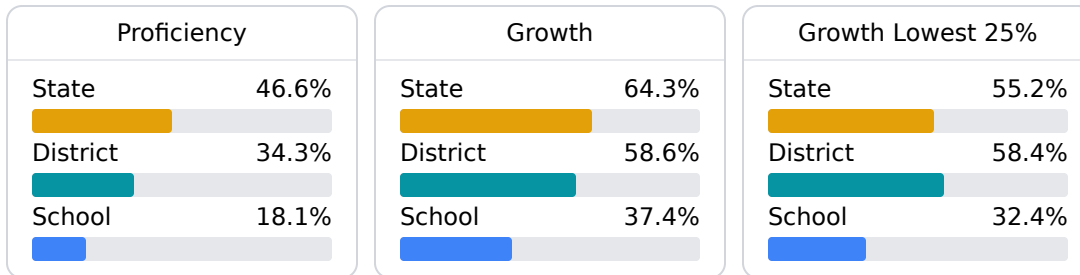 Proficiency
State 46.6%
District 34.3%
School 18.1%
Growth
State 64.3%
District 58.6%
School 37.4%
Growth Lowest 25%
State 55.2%
District 58.4%
School 32.4%